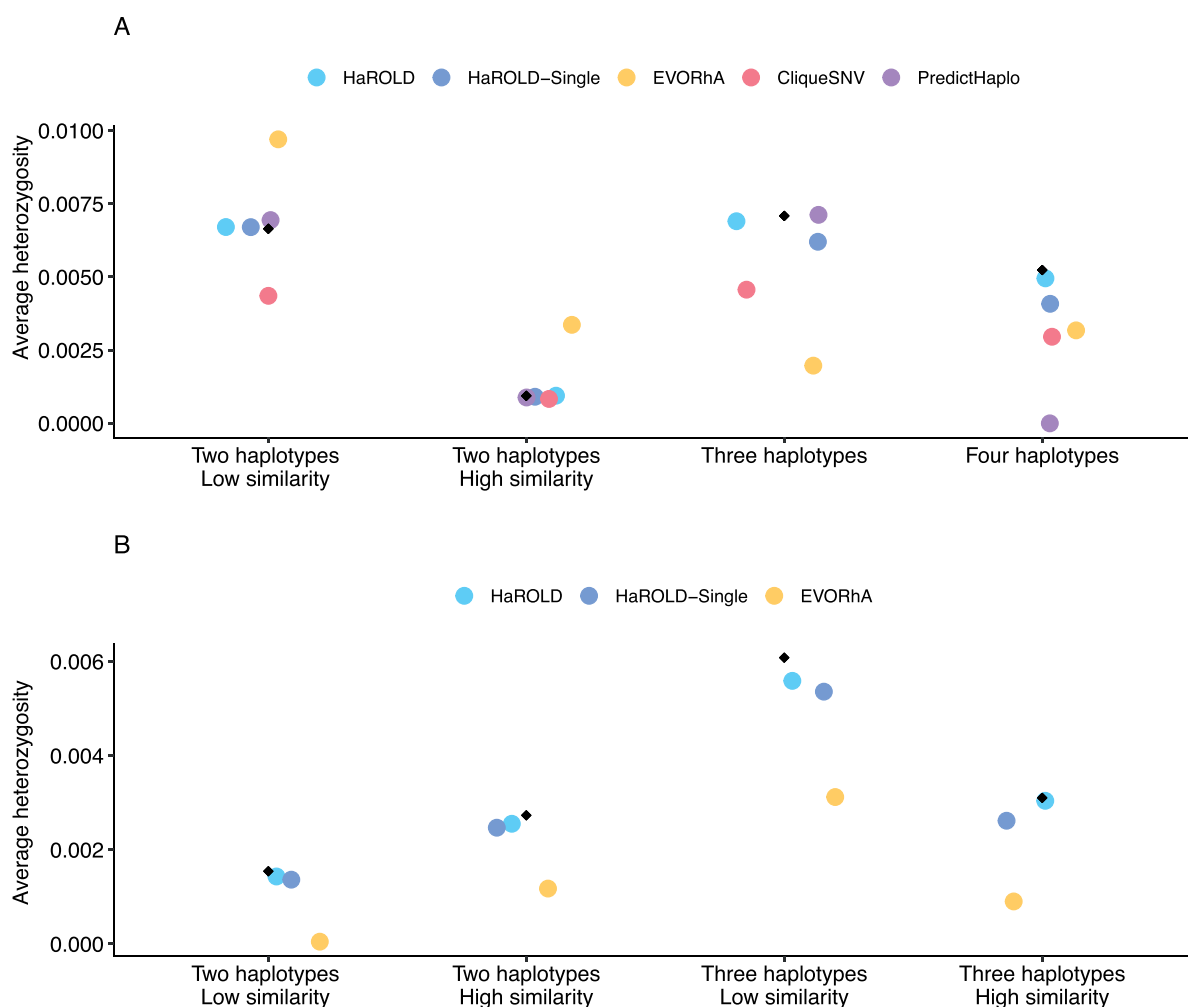 A
HaROLD HaROLD−Single EVORhA CliqueSNV PredictHaplo
Average heterozygosity
0.0100
0.0075
0.0050
0.0025
0.0000
Two haplotypes Low similarity
Two haplotypes High similarity
Three haplotypes
Four haplotypes
B
HaROLD HaROLD−Single EVORhA
Average heterozygosity
0.006
0.004
0.002
0.000
Two haplotypes Low similarity
Two haplotypes High similarity
Three haplotypes Low similarity
Three haplotypes High similarity